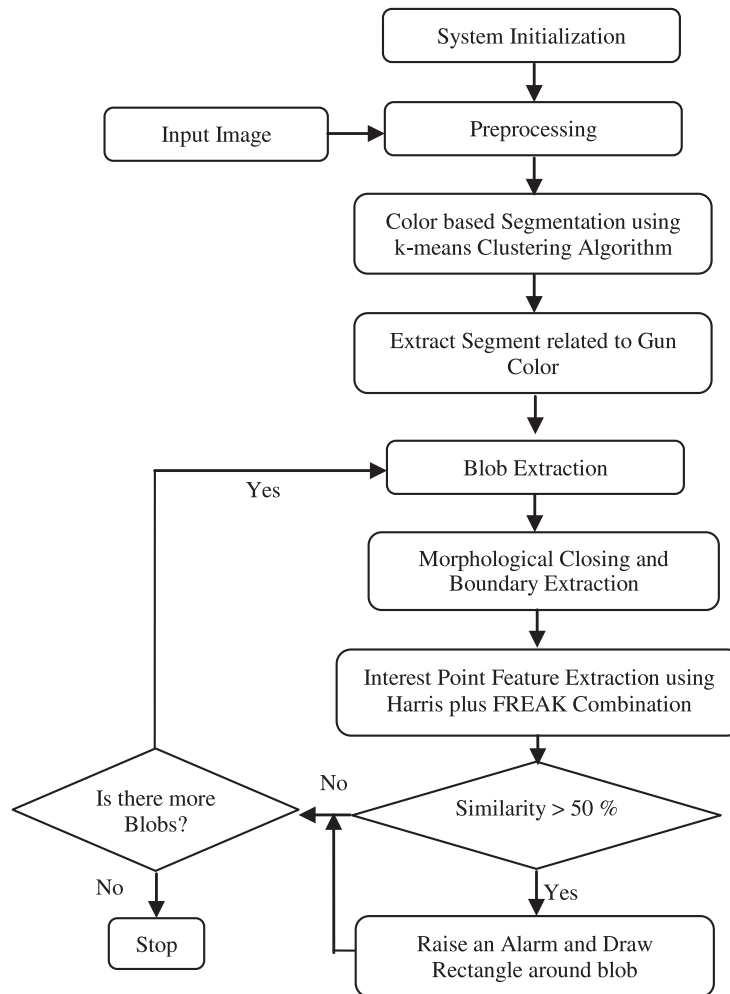 System Initialization
Input Image
Preprocessing
Color based Segmentation using
k-means Clustering Algorithm
Extract Segment related to Gun
Color
Blob Extraction
Yes
Morphological Closing and
Boundary Extraction
Interest Point Feature Extraction using
Harris plus FREAK Combination
Similarity > 50 %
No
Is there more
Blobs?
Yes
No
Raise an Alarm and Draw
Rectangle around blob
Stop